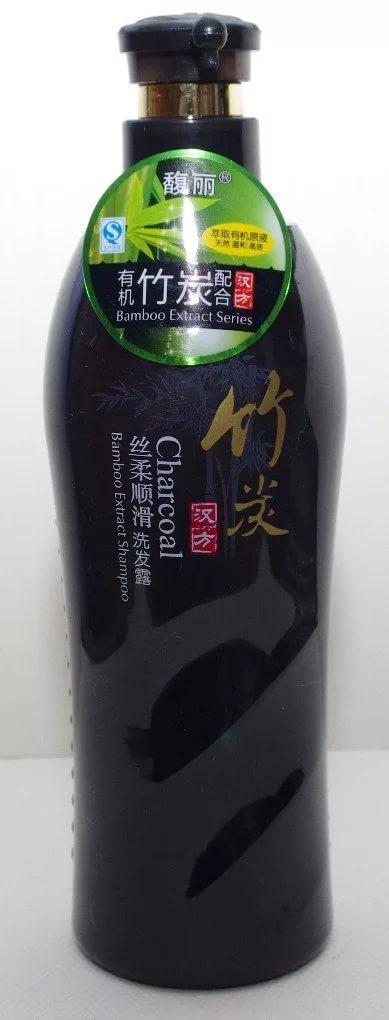 馥丽®
萃取有机原液
天然 温和 高效
有机 竹炭 配合 汉方
Bamboo Extract Series
竹炭
汉方
Charcoal
丝柔顺滑 洗发露
Bamboo Extract Shampoo